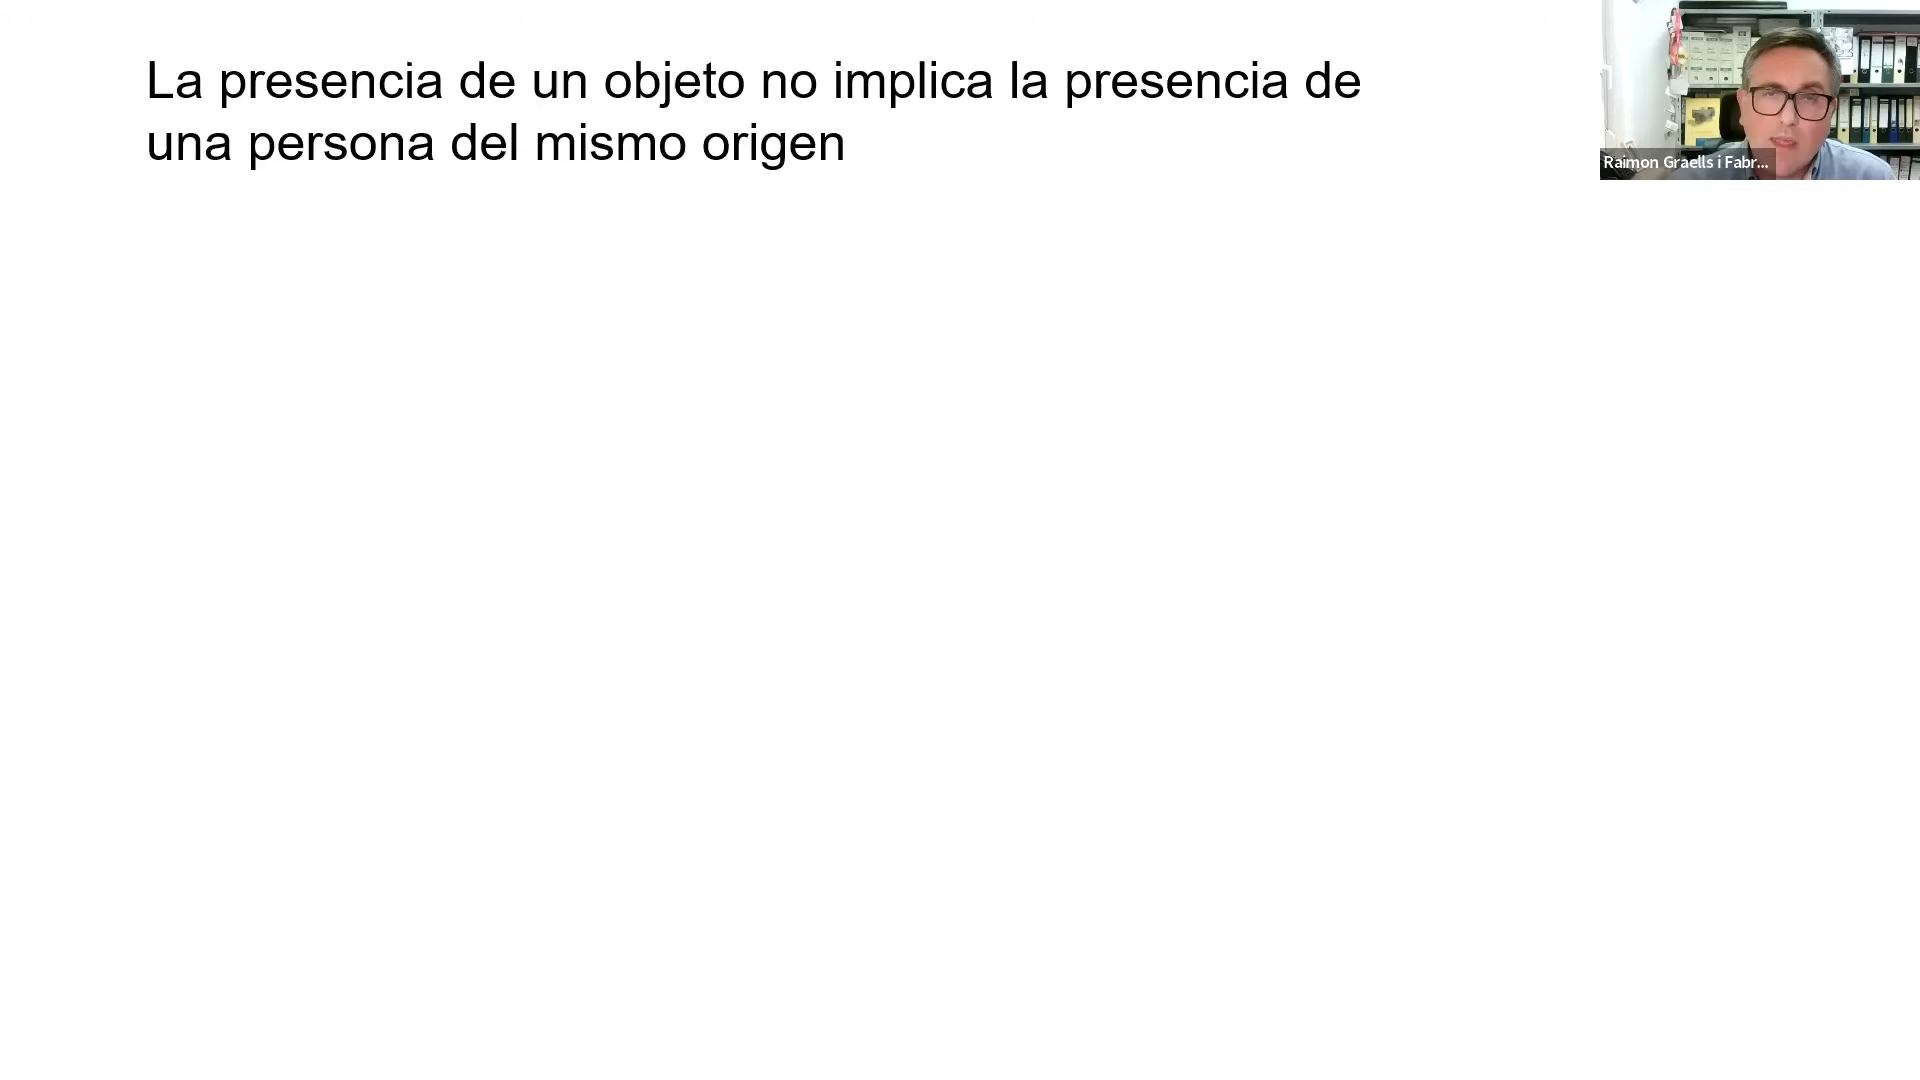 La presencia de un objeto no implica la presencia de
una persona del mismo origen
Raimon Graells i Fabr...